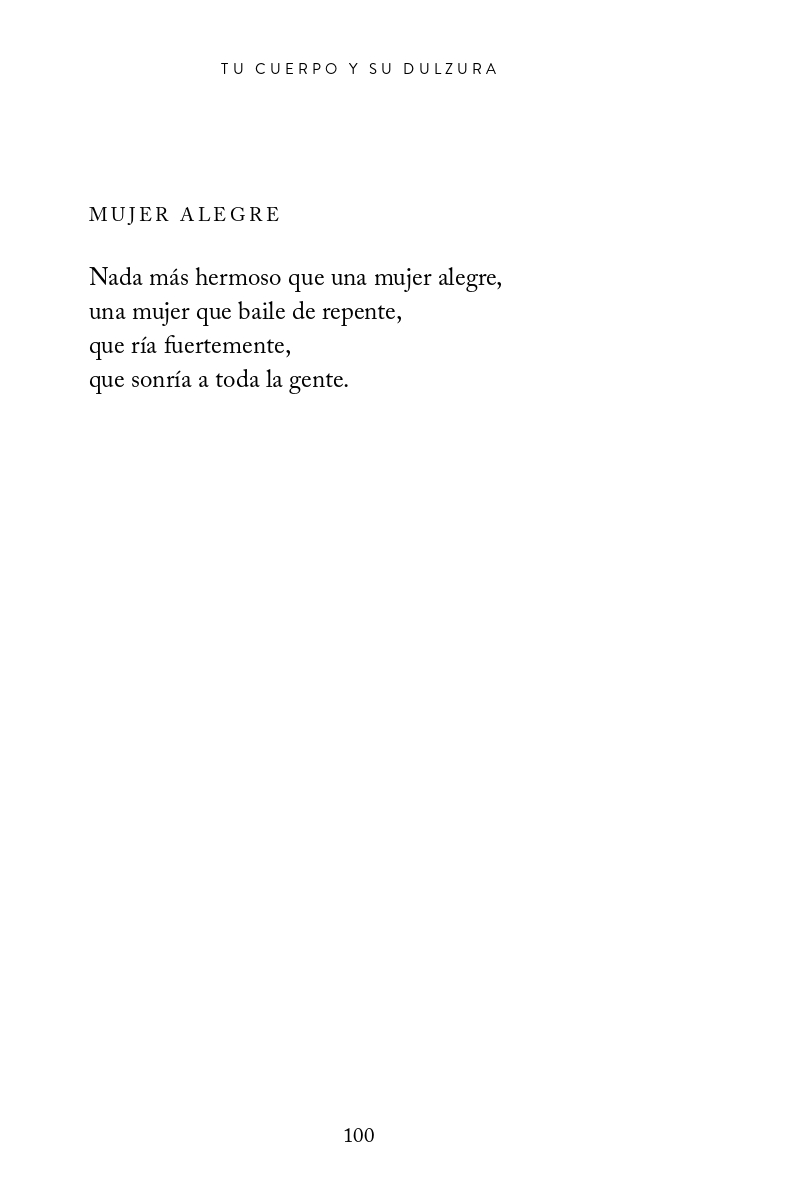 TU CUERPO Y SU DULZURA
MUJER ALEGRE
Nada más hermoso que una mujer alegre,
una mujer que baile de repente,
que ría fuertemente,
que sonría a toda la gente.
100